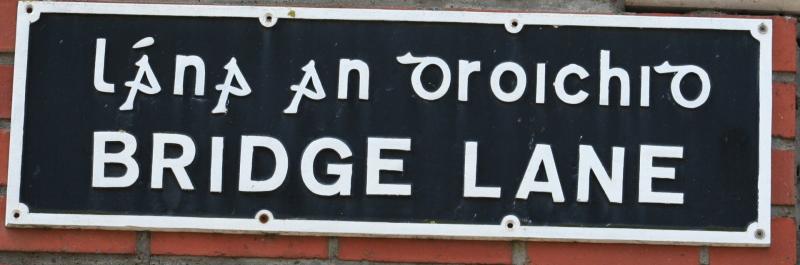 Lána an Droichid
BRIDGE LANE